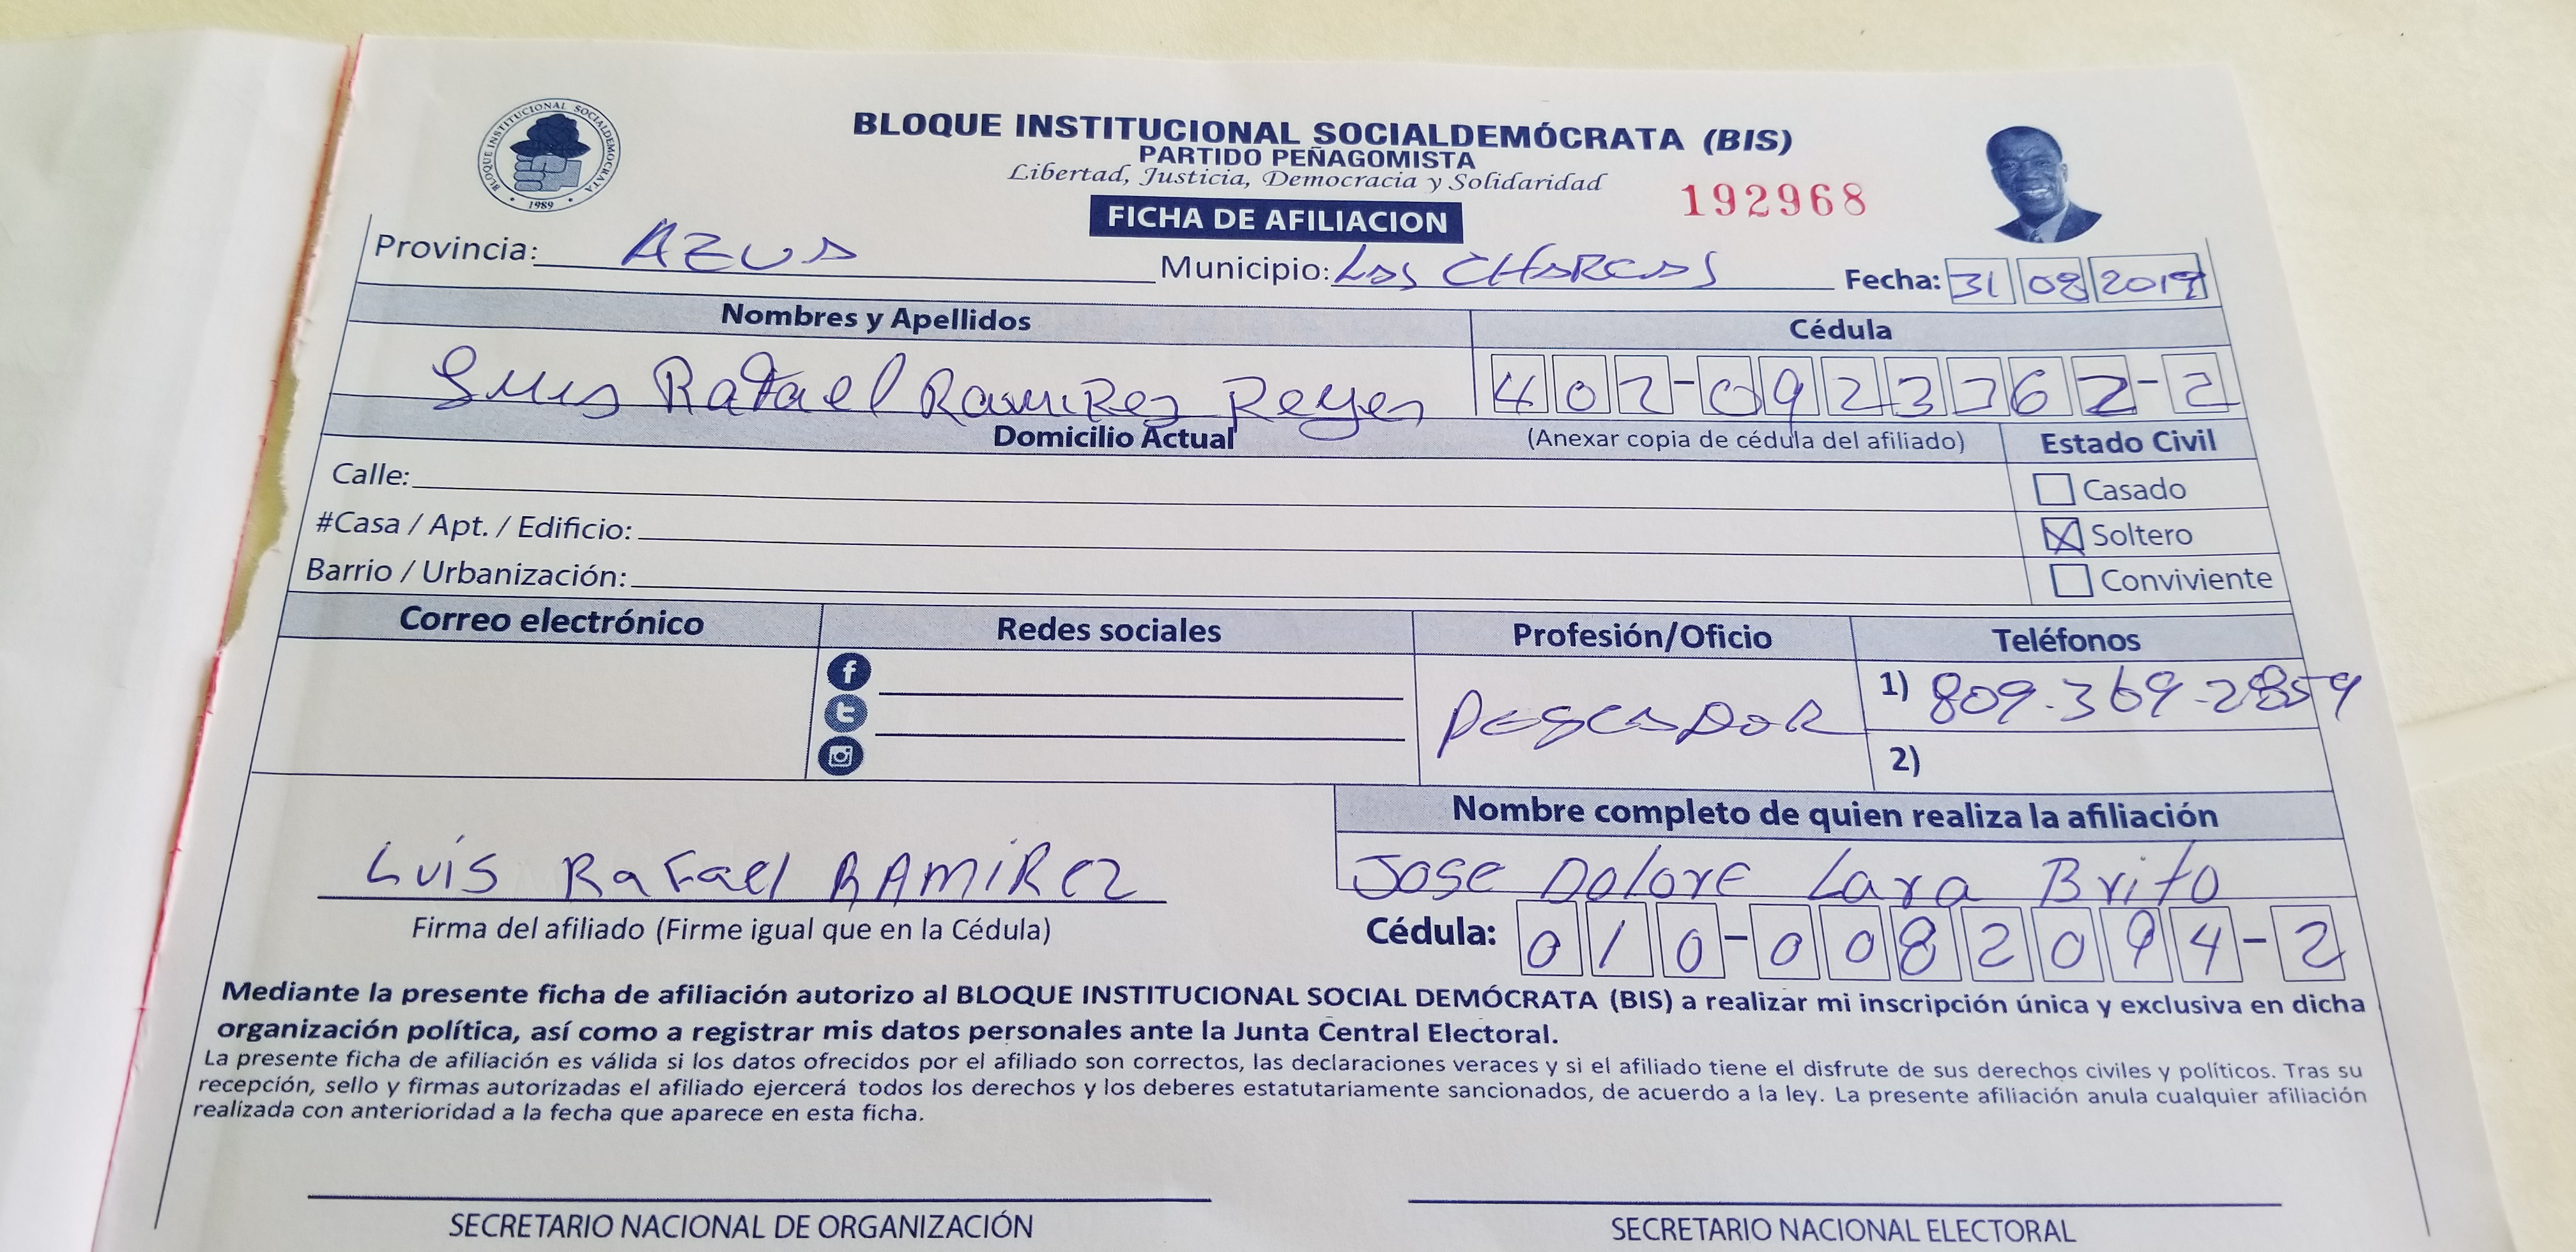 BLOQUE INSTITUCIONAL SOCIALDEMOCRATA
1989
BLOQUE INSTITUCIONAL SOCIALDEMÓCRATA (BIS)
PARTIDO PEÑAGOMISTA
Libertad, Justicia, Democracia y Solidaridad
192968
FICHA DE AFILIACION
Provincia: AZUA Municipio: Los CHARCAS Fecha: 31 08 2019
Nombres y Apellidos Cédula
Luis Rafael Ramirez Reyes 402-0923762-2
Domicilio Actual (Anexar copia de cédula del afiliado) Estado Civil
Calle: Casado
#Casa / Apt. / Edificio: Soltero
Barrio / Urbanización: Conviviente
Correo electrónico Redes sociales Profesión/Oficio Teléfonos
PESCADOR 1) 809.369-2859
2)
Nombre completo de quien realiza la afiliación
Luis Rafael RAMIREZ Jose Dolore Lara Brito
Firma del afiliado (Firme igual que en la Cédula) Cédula: 010-0082094-2
Mediante la presente ficha de afiliación autorizo al BLOQUE INSTITUCIONAL SOCIAL DEMÓCRATA (BIS) a realizar mi inscripción única y exclusiva en dicha
organización política, así como a registrar mis datos personales ante la Junta Central Electoral.
La presente ficha de afiliación es válida si los datos ofrecidos por el afiliado son correctos, las declaraciones veraces y si el afiliado tiene el disfrute de sus derechos civiles y políticos. Tras su
recepción, sello y firmas autorizadas el afiliado ejercerá todos los derechos y los deberes estatutariamente sancionados, de acuerdo a la ley. La presente afiliación anula cualquier afiliación
realizada con anterioridad a la fecha que aparece en esta ficha.
SECRETARIO NACIONAL DE ORGANIZACIÓN SECRETARIO NACIONAL ELECTORAL